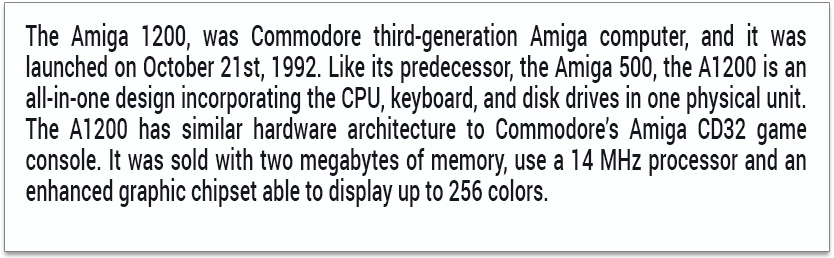 The Amiga 1200, was Commodore third-generation Amiga computer, and it was
launched on October 21st, 1992. Like its predecessor, the Amiga 500, the A1200 is an
all-in-one design incorporating the CPU, keyboard, and disk drives in one physical unit.
The A1200 has similar hardware architecture to Commodore's Amiga CD32 game
console. It was sold with two megabytes of memory, use a 14 MHz processor and an
enhanced graphic chipset able to display up to 256 colors.